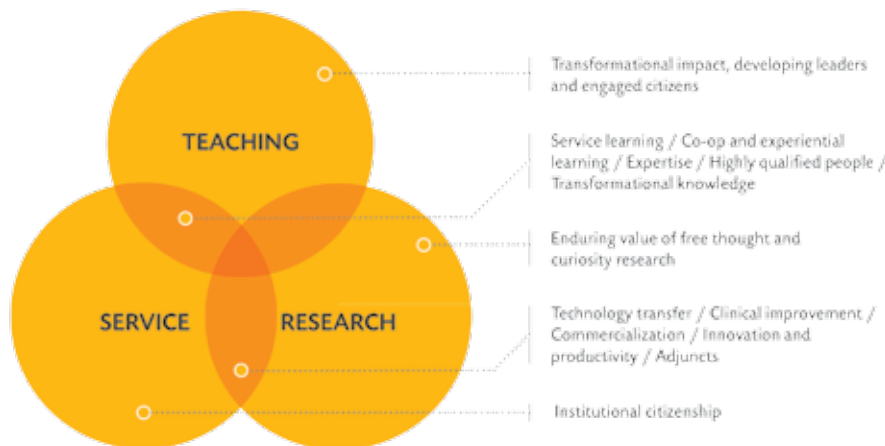 TEACHING
SERVICE
RESEARCH
Transformational impact, developing leaders
and engaged citizens
Service learning / Co-op and experiential
learning / Expertise / Highly qualified people /
Transformational knowledge
Enduring value of free thought and
curiosity research
Technology transfer / Clinical improvement /
Commercialization / Innovation and
productivity / Adjuncts
Institutional citizenship